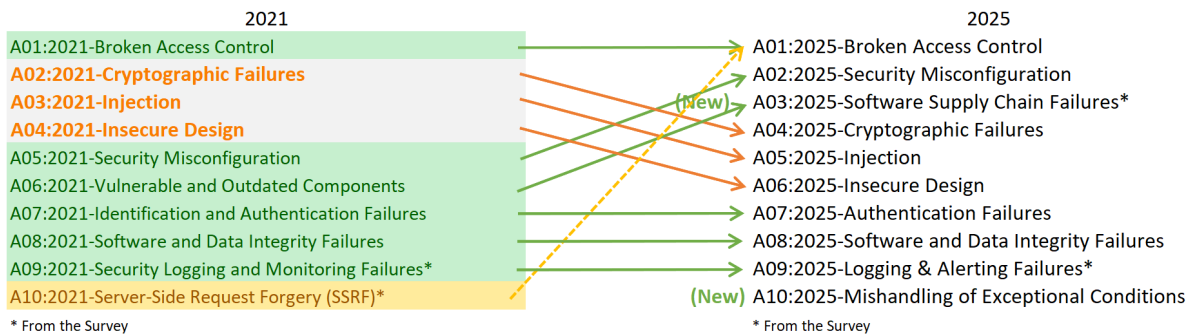 2021
A01:2021-Broken Access Control
A02:2021-Cryptographic Failures
A03:2021-Injection
A04:2021-Insecure Design
A05:2021-Security Misconfiguration
A06:2021-Vulnerable and Outdated Components
A07:2021-Identification and Authentication Failures
A08:2021-Software and Data Integrity Failures
A09:2021-Security Logging and Monitoring Failures*
A10:2021-Server-Side Request Forgery (SSRF)*
* From the Survey
2025
A01:2025-Broken Access Control
A02:2025-Security Misconfiguration
(New) A03:2025-Software Supply Chain Failures*
A04:2025-Cryptographic Failures
A05:2025-Injection
A06:2025-Insecure Design
A07:2025-Authentication Failures
A08:2025-Software and Data Integrity Failures
A09:2025-Logging & Alerting Failures*
(New) A10:2025-Mishandling of Exceptional Conditions
* From the Survey